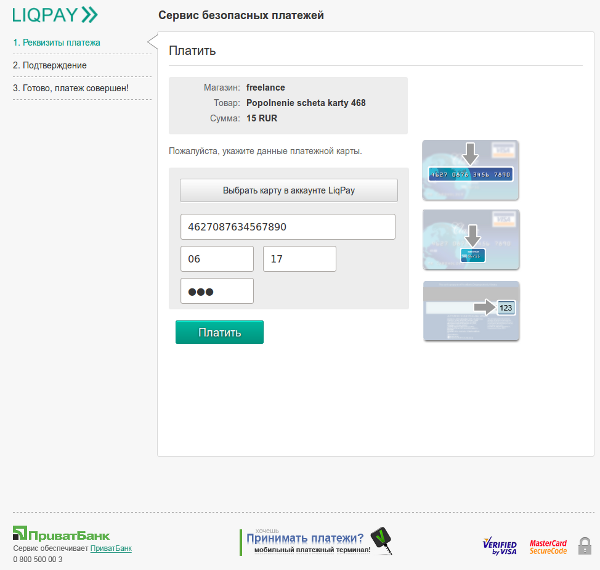 LIQPAY
Сервис безопасных платежей
1. Реквизиты платежа
2. Подтверждение
3. Готово, платеж совершен!
Платить
Магазин: freelance
Товар: Popolnenie scheta karty 468
Сумма: 15 RUR
Пожалуйста, укажите данные платежной карты.
Выбрать карту в аккаунте LiqPay
4627087634567890
06 17
●●●
Платить
4627 0876 3456 7890
123
ПриватБанк
Сервис обеспечивает ПриватБанк
0 800 500 00 3
хочешь
Принимать платежи?
мобильный платежный терминал!
VERIFIED
by VISA
MasterCard
SecureCode